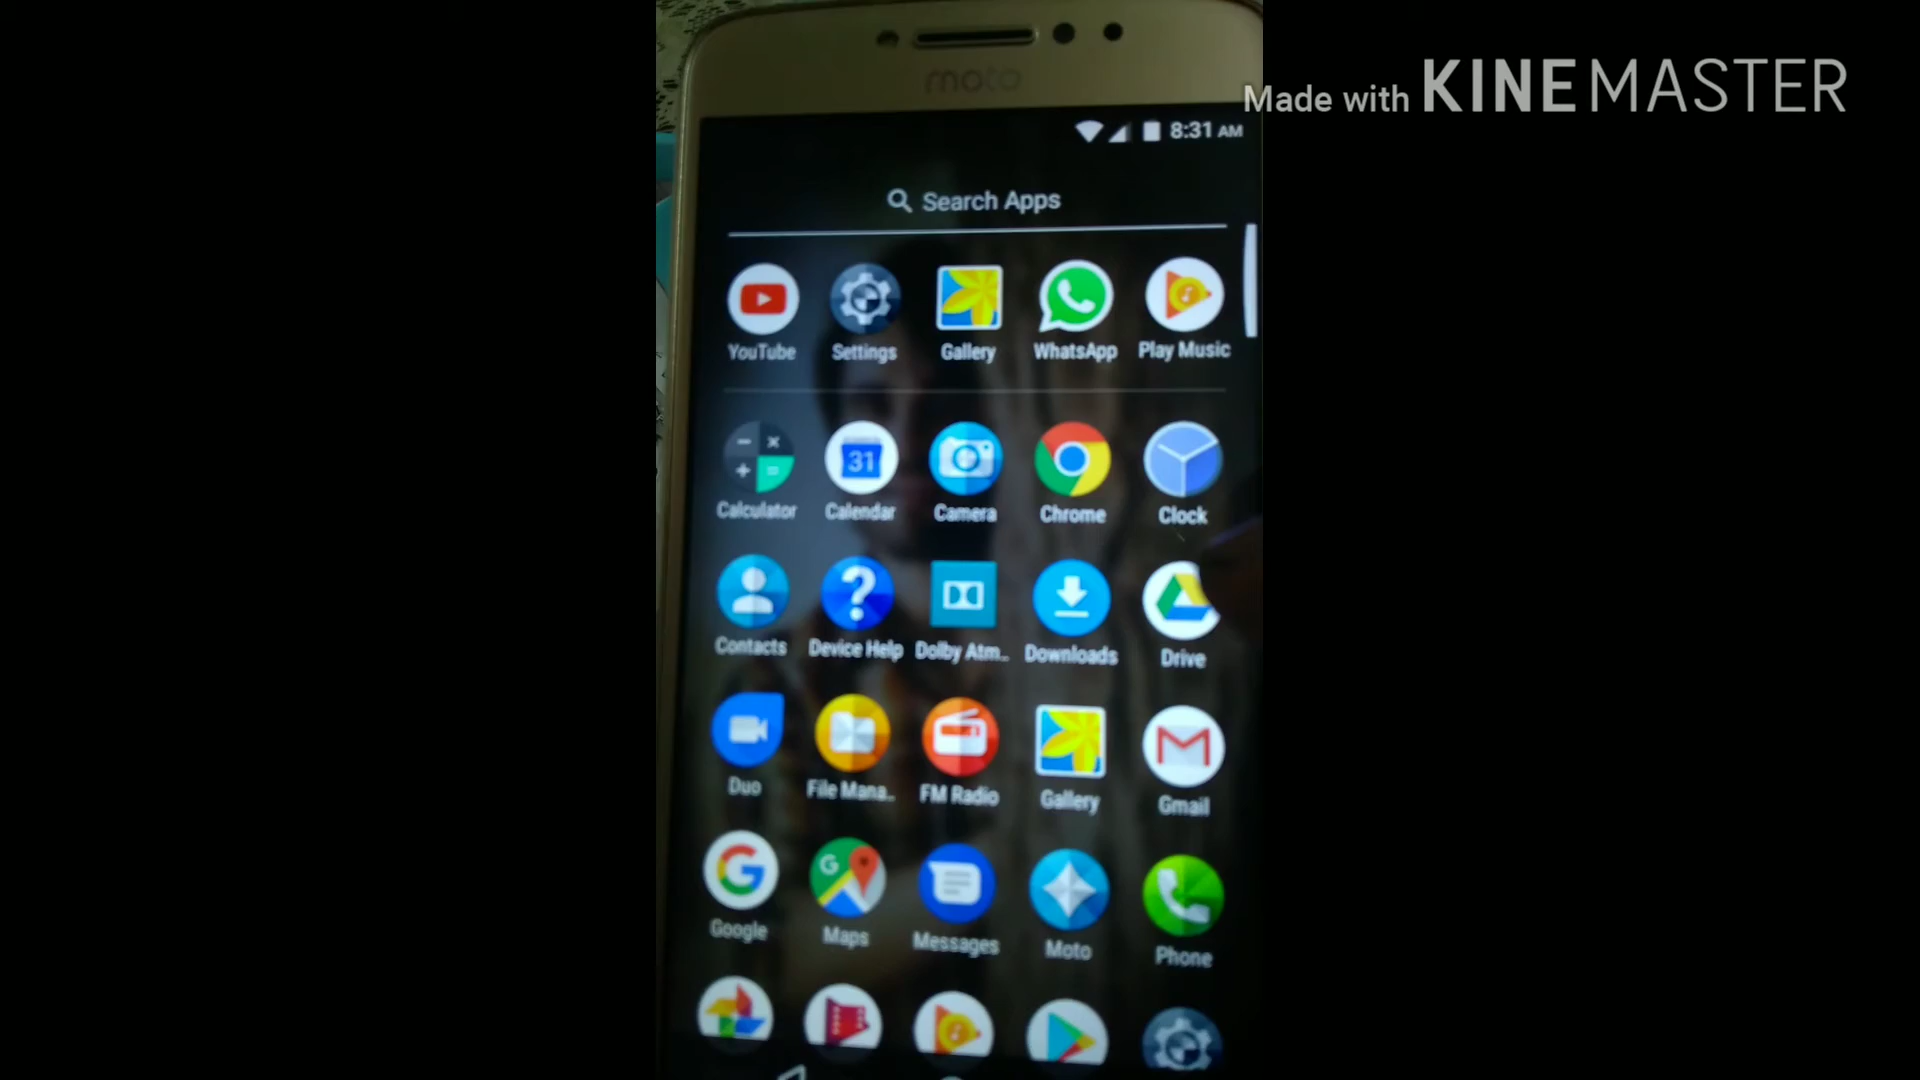 moto
Made with KINEMASTER
8:31 AM
Search Apps
YouTube Settings Gallery WhatsApp Play Music
31
Calculator Calendar Camera Chrome Clock
Contacts Device Help Dolby Atm.. Downloads Drive
Duo File Mana.. FM Radio Gallery Gmail
Google Maps Messages Moto Phone